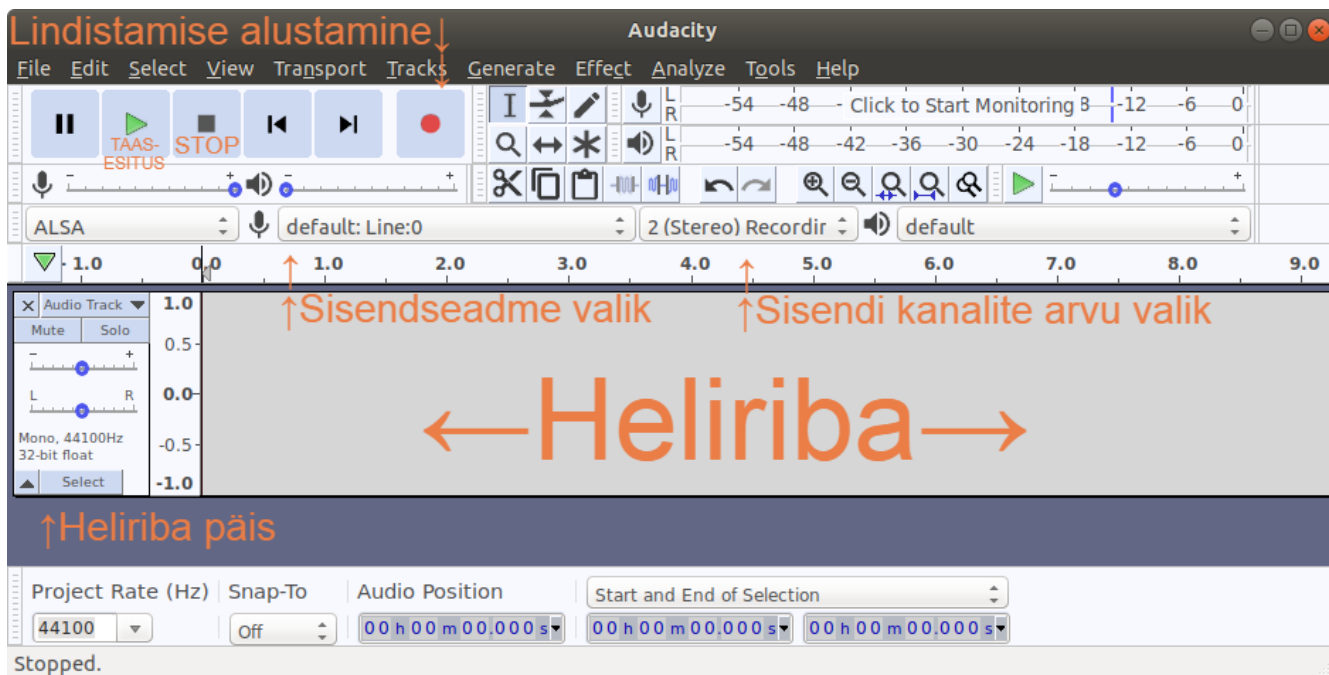 Lindistamise alustamine↓
Audacity
File Edit Select View Transport Tracks Generate Effect Analyze Tools Help
L R -54 -48 - Click to Start Monitoring 8 -12 -6 0
TAAS-
ESITUS
STOP
L R -54 -48 -42 -36 -30 -24 -18 -12 -6 0
- + - + - +
ALSA default: Line:0 2 (Stereo) Recordir default
- 1.0 0.0 1.0 2.0 3.0 4.0 5.0 6.0 7.0 8.0 9.0
↑Sisendseadme valik ↑Sisendi kanalite arvu valik
X Audio Track 1.0
Mute Solo
- + 0.5
L R 0.0
←Heliriba→
Mono, 44100Hz
32-bit float -0.5
Select -1.0
↑Heliriba päis
Project Rate (Hz) Snap-To Audio Position Start and End of Selection
44100 Off 00 h 00 m 00.000 s 00 h 00 m 00.000 s 00 h 00 m 00.000 s
Stopped.